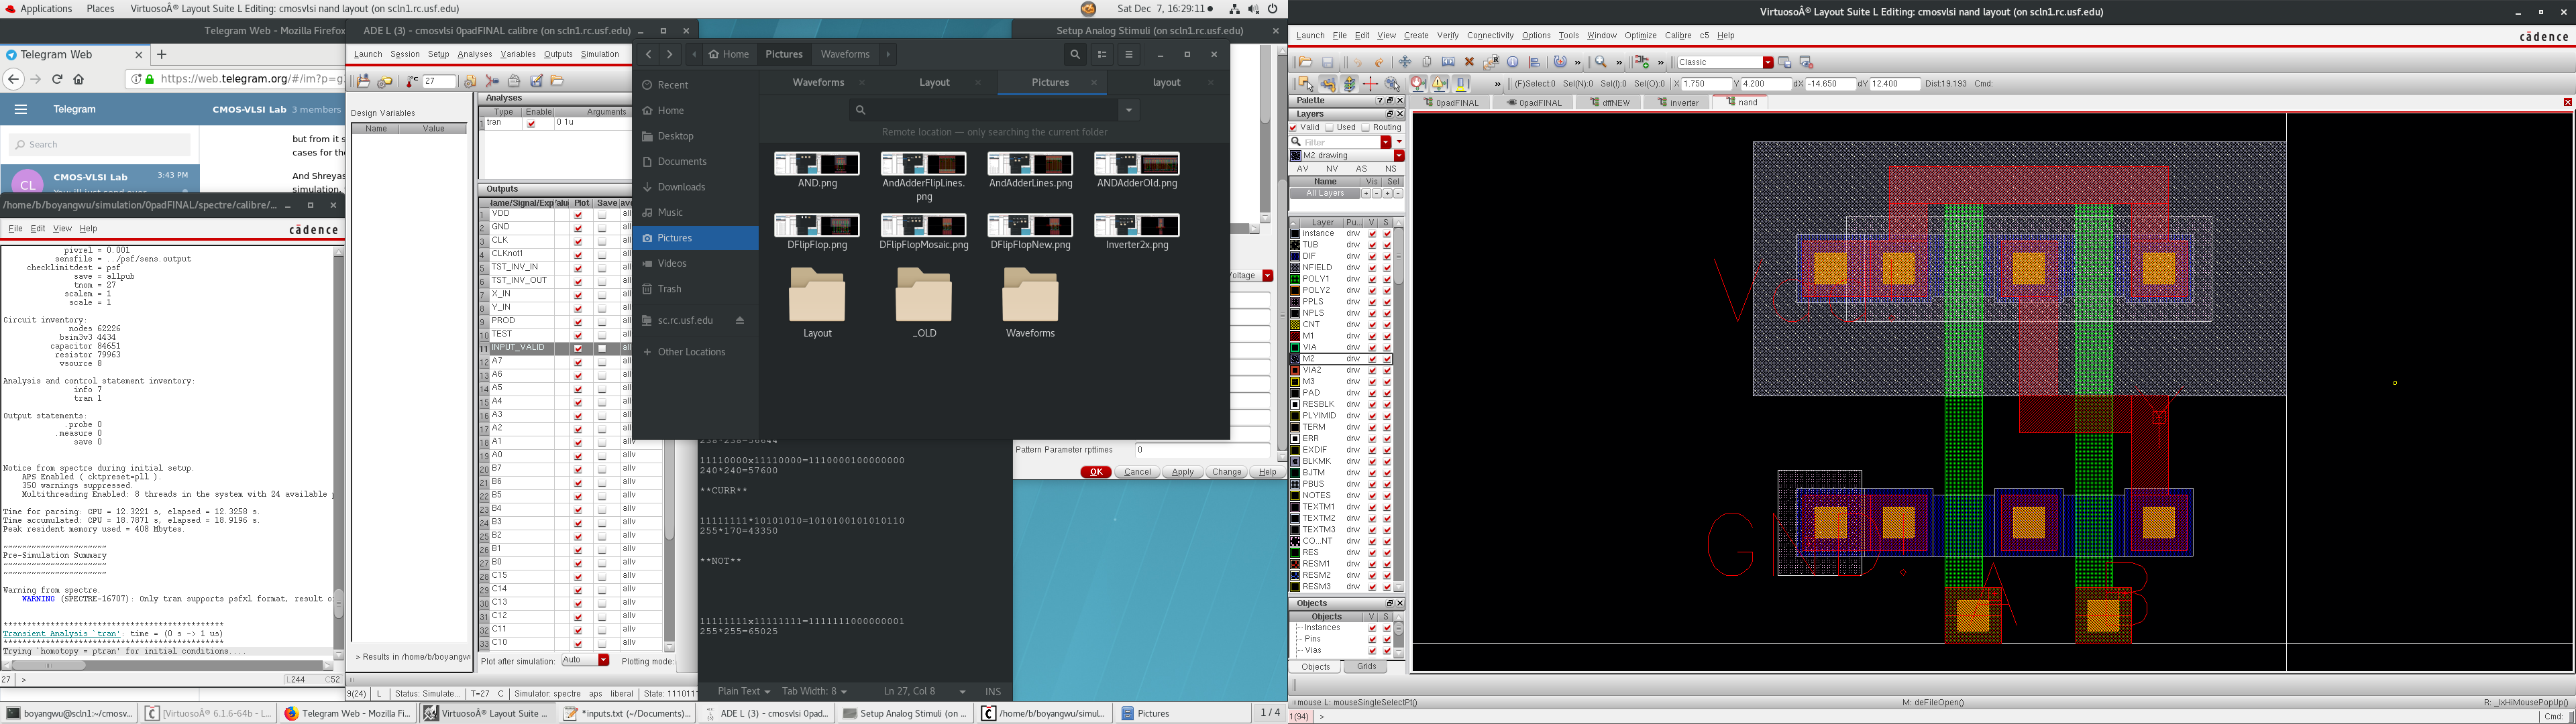 Applications Places VirtuosoÂ® Layout Suite L Editing: cmosvlsi nand layout (on scln1.rc.usf.edu)
Sat Dec 7, 16:29:11
Telegram Web - Mozilla Firefox
Telegram Web
https://web.telegram.org/#/im?p=g
Telegram
CMOS-VLSI Lab 3 members
Search
CL
CMOS-VLSI Lab 3:43 PM
but from it s
cases for the
And Shreyas
simulation,
/home/b/boyangwu/simulation/0padFINAL/spectre/calibre/...
File Edit View Help cādence
pivrel = 0.001
sensfile = ../psf/sens.output
checklimitdest = psf
save = allpub
tnom = 27
scalem = 1
scale = 1
Circuit inventory:
nodes 62226
bsim3v3 4434
capacitor 84651
resistor 79963
vsource 8
Analysis and control statement inventory:
info 7
tran 1
Output statements:
.probe 0
.measure 0
save 0
Notice from spectre during initial setup.
APS Enabled ( cktpreset=pll ).
350 warnings suppressed.
Multithreading Enabled: 8 threads in the system with 24 available p
Time for parsing: CPU = 12.3221 s, elapsed = 12.3258 s.
Time accumulated: CPU = 18.7871 s, elapsed = 18.9196 s.
Peak resident memory used = 408 Mbytes.
~~~~~~~~~~~~~~~~~~~~~~
Pre-Simulation Summary
~~~~~~~~~~~~~~~~~~~~~~
Warning from spectre.
WARNING (SPECTRE-16707): Only tran supports psfxl format, result o
***********************************************
Transient Analysis `tran': time = (0 s -> 1 us)
***********************************************
Trying `homotopy = ptran' for initial conditions....
27 > L244 C52
ADE L (3) - cmosvlsi 0padFINAL calibre (on scln1.rc.usf.edu)
Launch Session Setup Analyses Variables Outputs Simulation
27
Design Variables
Name Value
> Results in /home/b/boyangwu
Analyses
Type Enable Arguments
1 tran 0 1u
Outputs
Plot Save
1 VDD
2 GND
3 CLK
4 CLKnot1
5 TST_INV_IN
6 TST_INV_OUT
7 X_IN
8 Y_IN
9 PROD
10 TEST
11 INPUT_VALID
12 A7
13 A6
14 A5
15 A4
16 A3
17 A2
18 A1
19 A0
20 B7
21 B6
22 B5
23 B4
24 B3
25 B2
26 B1
27 B0
28 C15
29 C14
30 C13
31 C12
32 C11
33 C10
Plot after simulation: Auto Plotting mode:
9(24) L Status: Simulate... T=27 C Simulator: spectre aps liberal State: 1110111
Home Pictures Waveforms
Recent
Home
Desktop
Documents
Downloads
Music
Pictures
Videos
Trash
sc.rc.usf.edu
Other Locations
Waveforms Layout Pictures layout
Remote location — only searching the current folder
AND.png AndAdderFlipLines.png AndAdderLines.png ANDAdderOld.png
DFlipFlop.png DFlipFlopMosaic.png DFlipFlopNew.png Inverter2x.png
Layout _OLD Waveforms
238*238=56644
11110000x11110000=1110000100000000
240*240=57600
**CURR**
11111111*10101010=1010100101010110
255*170=43350
**NOT**
11111111x11111111=1111111000000001
255*255=65025
Plain Text Tab Width: 8 Ln 27, Col 8 INS
Setup Analog Stimuli (on scln1.rc.usf.edu)
Voltage
Pattern Parameter rpttimes 0
OK Cancel Apply Change Help
boyangwu@scln1:~/cmosv... [VirtuosoÂ® 6.1.6-64b - L... Telegram Web - Mozilla Fi... VirtuosoÂ® Layout Suite ... *inputs.txt (~/Documents)... ADE L (3) - cmosvlsi 0pad... Setup Analog Stimuli (on ... /home/b/boyangwu/simul... Pictures 1 / 4
VirtuosoÂ® Layout Suite L Editing: cmosvlsi nand layout (on scln1.rc.usf.edu)
Launch File Edit View Create Verify Connectivity Options Tools Window Optimize Calibre c5 Help cādence
Classic
(F)Select:0 Sel(N):0 Sel(I):0 Sel(O):0 X 1.750 Y 4.200 dX -14.650 dY 12.400 Dist:19.193 Cmd:
Palette
0padFINAL 0padFINAL dffNEW inverter nand
Layers
Valid Used Routing
Filter
M2 drawing
AV NV AS NS
Name Vis Sel
All Layers
Layer Pu.. V S
instance drw
TUB drw
DIF drw
NFIELD drw
POLY1 drw
POLY2 drw
PPLS drw
NPLS drw
CNT drw
M1 drw
VIA drw
M2 drw
VIA2 drw
M3 drw
PAD drw
RESBLK drw
PLYIMID drw
TERM drw
ERR drw
EXDIF drw
BLKMK drw
BJTM drw
PBUS drw
NOTES drw
TEXTM1 drw
TEXTM2 drw
TEXTM3 drw
CO...NT drw
RES drw
RESM1 drw
RESM2 drw
RESM3 drw
Objects
Objects V S
Instances
Pins
Vias
Objects Grids
A B
mouse L: mouseSingleSelectPt() M: deFileOpen() R: _lxHiMousePopUp()
1(94) > Cmd: